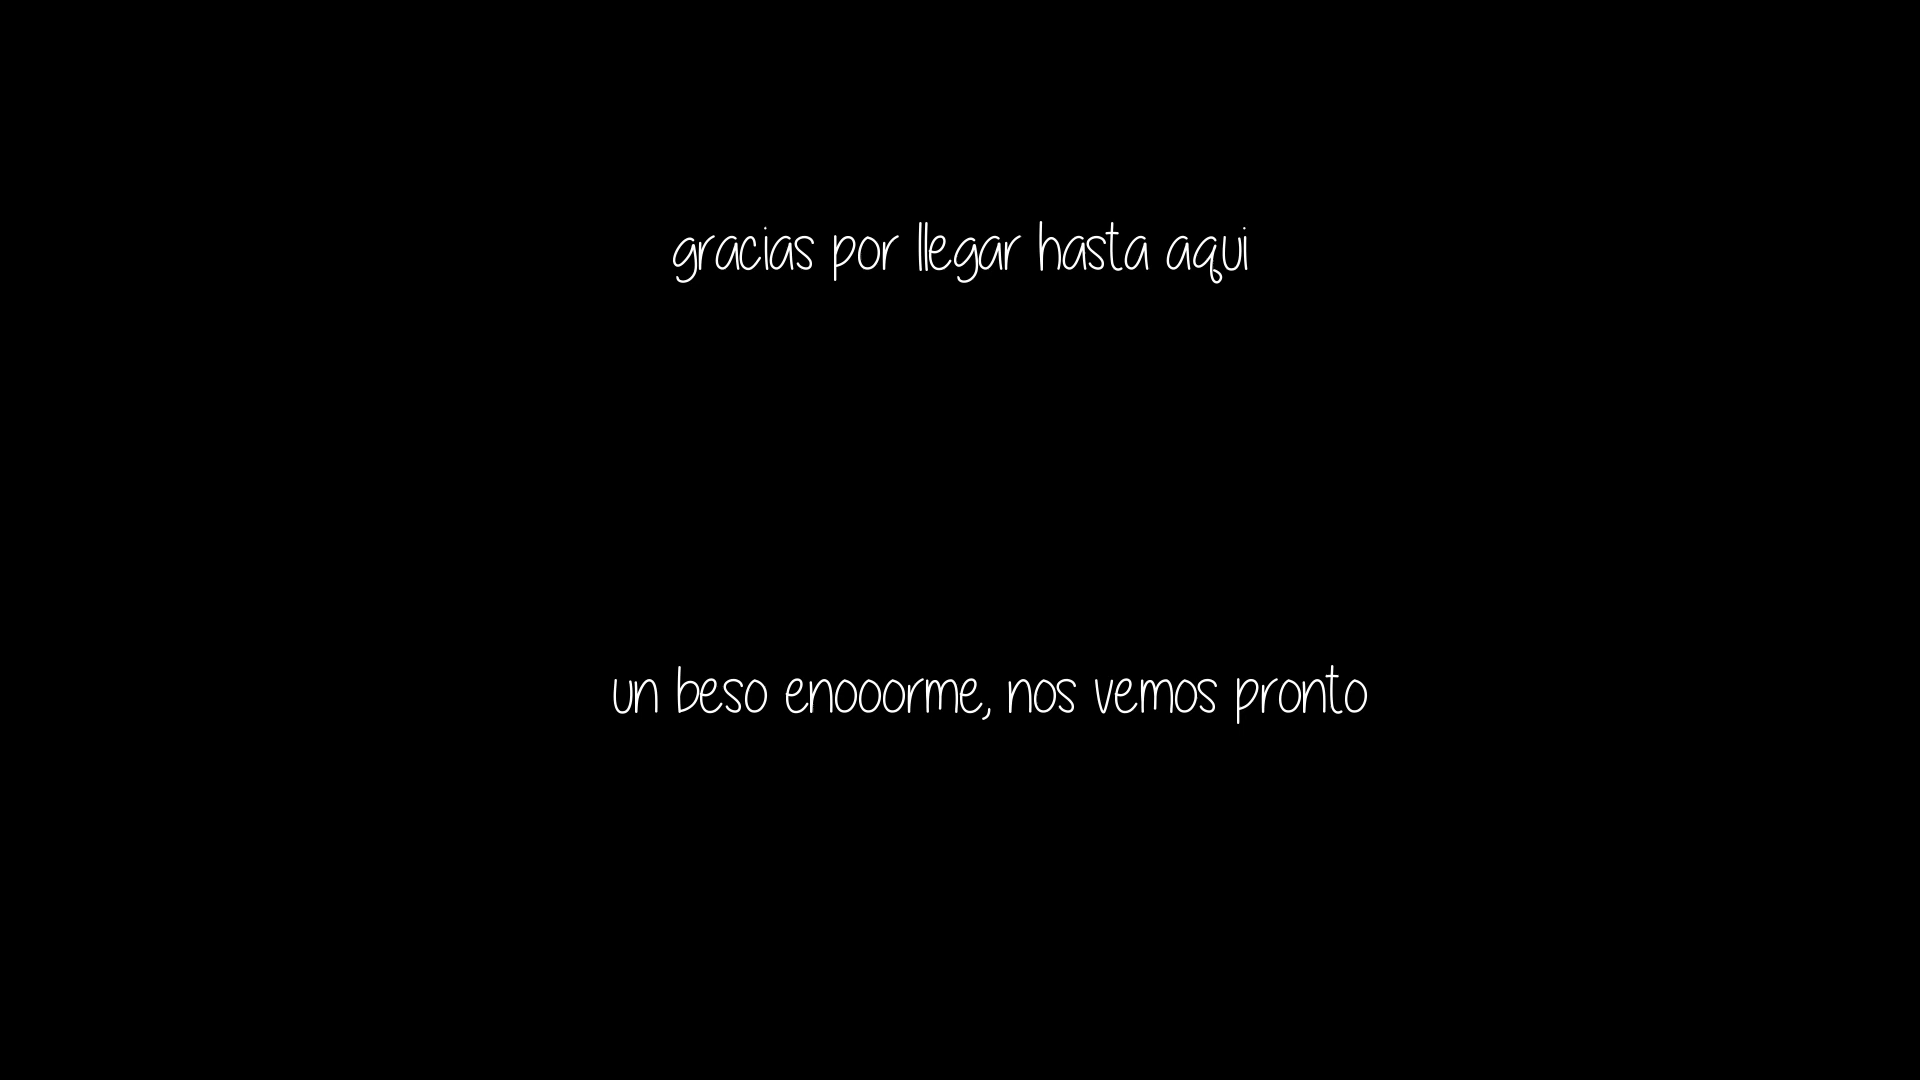 gracias por llegar hasta aqui
un beso enooorme, nos vemos pronto